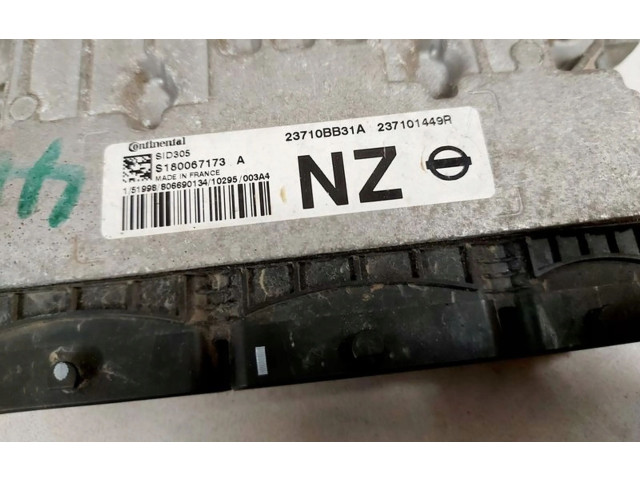 Continental
SID305
S180067173 A
MADE IN FRANCE
1/51998/806690134/10295/003A4
23710BB31A 237101449R
NZ